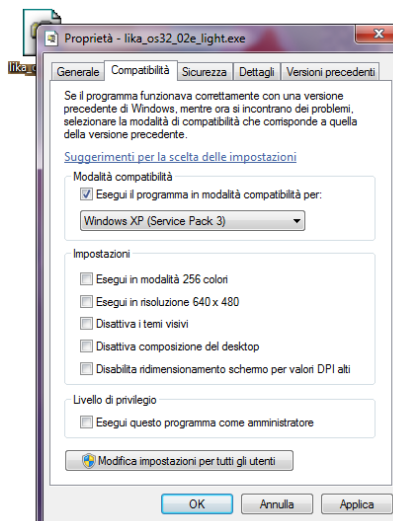 Proprietà - lika_os32_02e_light.exe
Generale Compatibilità Sicurezza Dettagli Versioni precedenti
Se il programma funzionava correttamente con una versione
precedente di Windows, mentre ora si incontrano dei problemi,
selezionare la modalità di compatibilità che corrisponde a quella
della versione precedente.
Suggerimenti per la scelta delle impostazioni
Modalità compatibilità
Esegui il programma in modalità compatibilità per:
Windows XP (Service Pack 3)
Impostazioni
Esegui in modalità 256 colori
Esegui in risoluzione 640 x 480
Disattiva i temi visivi
Disattiva composizione del desktop
Disabilita ridimensionamento schermo per valori DPI alti
Livello di privilegio
Esegui questo programma come amministratore
Modifica impostazioni per tutti gli utenti
OK Annulla Applica